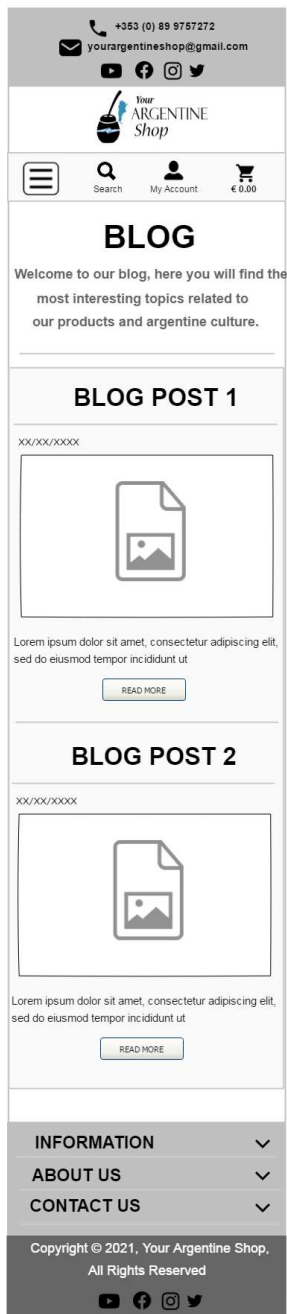 +353 (0) 89 9757272
yourargentineshop@gmail.com
Your
ARGENTINE
Shop
Search
My Account
€ 0.00
BLOG
Welcome to our blog, here you will find the
most interesting topics related to
our products and argentine culture.
BLOG POST 1
XX/XX/XXXX
Lorem ipsum dolor sit amet, consectetur adipiscing elit,
sed do eiusmod tempor incididunt ut
READ MORE
BLOG POST 2
XX/XX/XXXX
Lorem ipsum dolor sit amet, consectetur adipiscing elit,
sed do eiusmod tempor incididunt ut
READ MORE
INFORMATION
ABOUT US
CONTACT US
Copyright © 2021, Your Argentine Shop,
All Rights Reserved